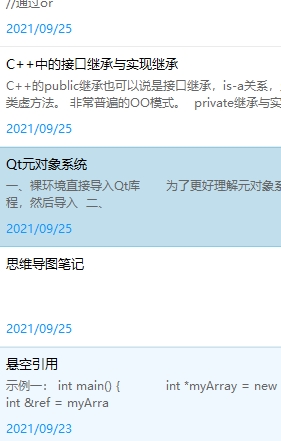 //通过or
2021/09/25
C++中的接口继承与实现继承
C++的public继承也可以说是接口继承，is-a关系，
类虚方法。 非常普遍的OO模式。 private继承与实
2021/09/25
Qt元对象系统
一、裸环境直接导入Qt库 为了更好理解元对象系
程，然后导入 二、
2021/09/25
思维导图笔记
2021/09/25
悬空引用
示例一： int main() { int *myArray = new
int &ref = myArra
2021/09/23